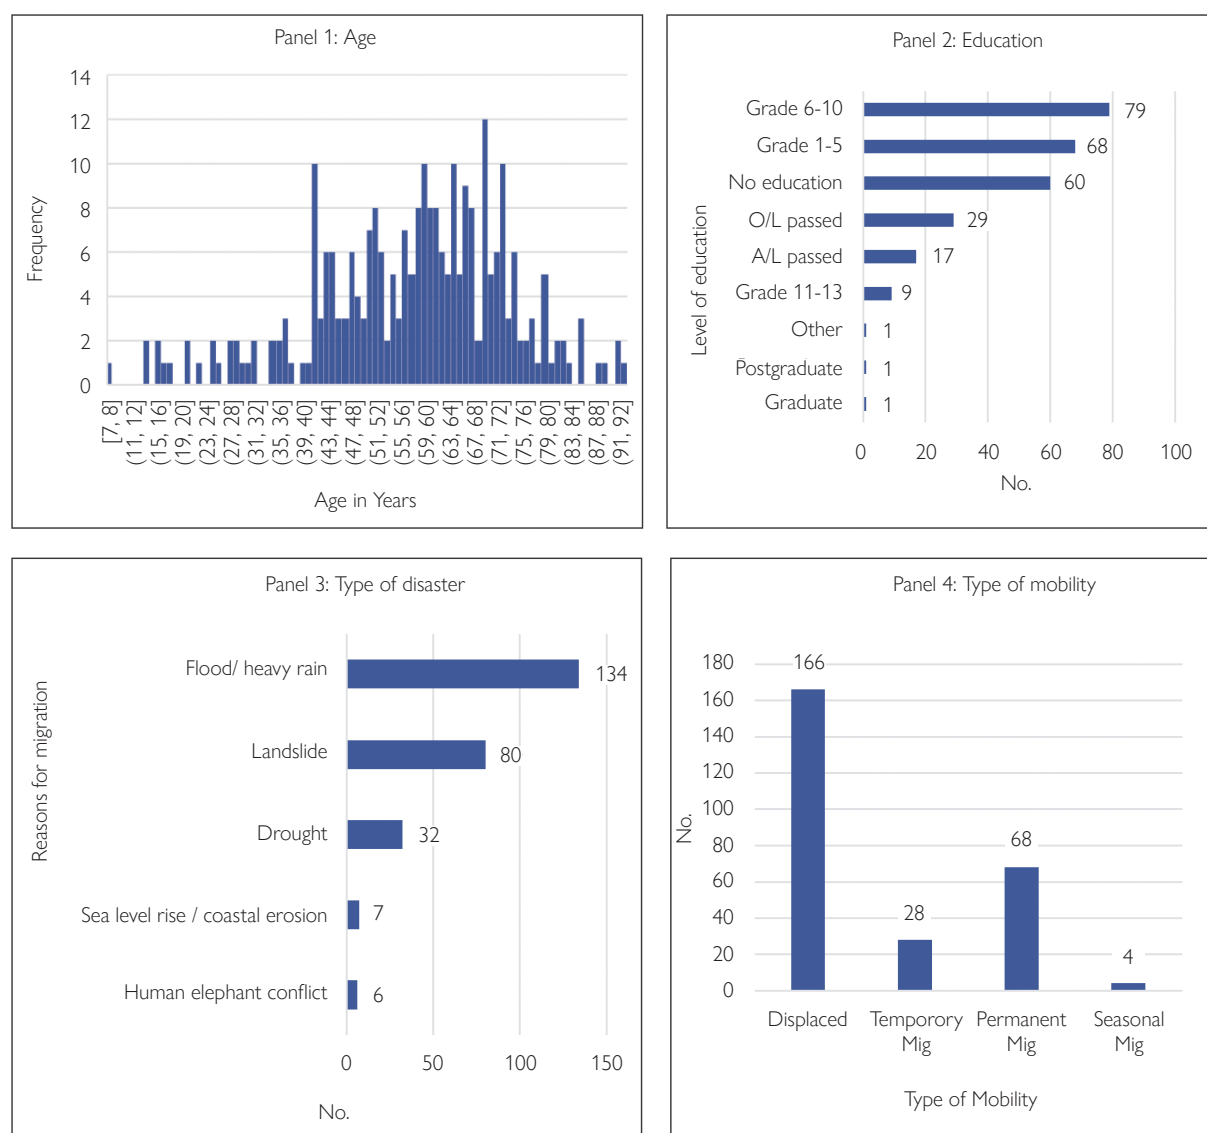 Panel 1: Age
Frequency
14
12
10
8
6
4
2
0
[7, 8]
(11, 12]
(15, 16]
(19, 20]
(23, 24]
(27, 28]
(31, 32]
(35, 36]
(39, 40]
(43, 44]
(47, 48]
(51, 52]
(55, 56]
(59, 60]
(63, 64]
(67, 68]
(71, 72]
(75, 76]
(79, 80]
(83, 84]
(87, 88]
(91, 92]
Age in Years
Panel 2: Education
Level of education
Grade 6-10 79
Grade 1-5 68
No education 60
O/L passed 29
A/L passed 17
Grade 11-13 9
Other 1
Postgraduate 1
Graduate 1
0 20 40 60 80 100
No.
Panel 3: Type of disaster
Reasons for migration
Flood/ heavy rain 134
Landslide 80
Drought 32
Sea level rise / coastal erosion 7
Human elephant conflict 6
0 50 100 150
No.
Panel 4: Type of mobility
No.
180
160
140
120
100
80
60
40
20
0
166
28
68
4
Displaced
Temporory
Mig
Permanent
Mig
Seasonal
Mig
Type of Mobility